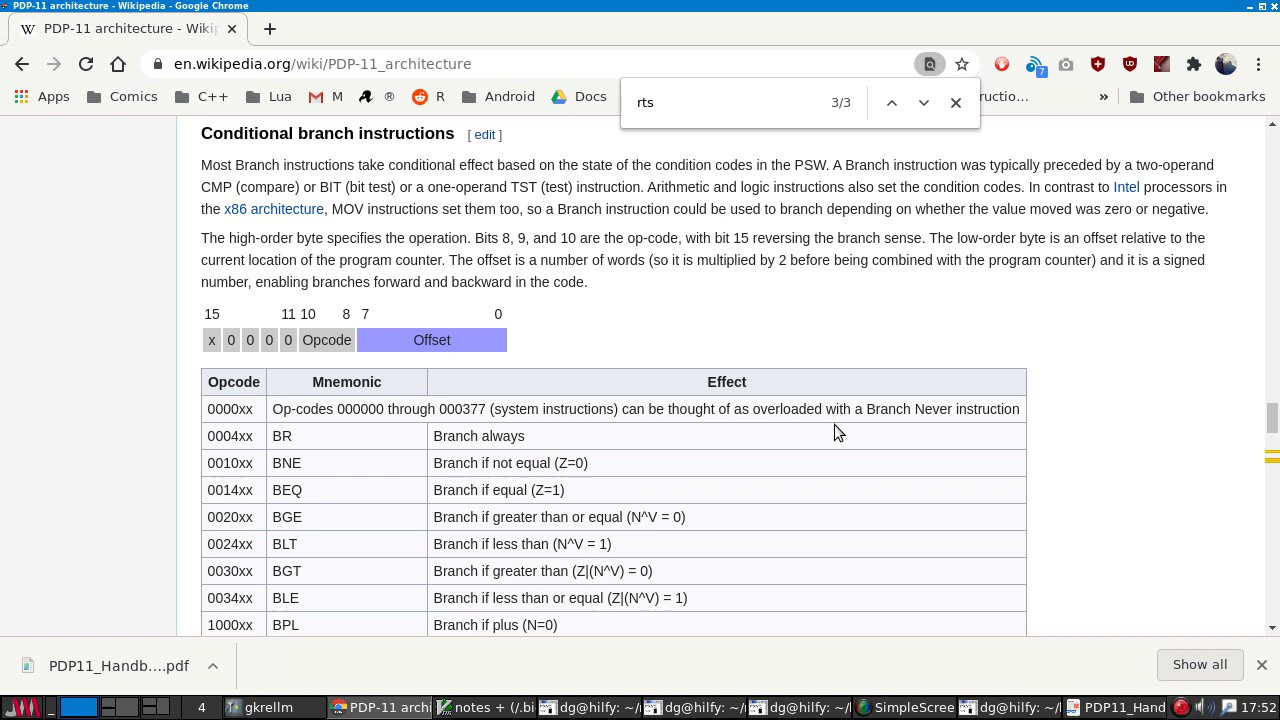 PDP-11 architecture - Wikipedia - Google Chrome
W PDP-11 architecture - Wiki
en.wikipedia.org/wiki/PDP-11_architecture
7
UD
Comics
C++
Lua
M
R
E
Docs
Other bookmarks
rts 3/3
Conditional branch instructions [ edit ]
Most Branch instructions take conditional effect based on the state of the condition codes in the PSW. A Branch instruction was typically preceded by a two-operand
CMP (compare) or BIT (bit test) or a one-operand TST (test) instruction. Arithmetic and logic instructions also set the condition codes. In contrast to Intel processors in
the x86 architecture, MOV instructions set them too, so a Branch instruction could be used to branch depending on whether the value moved was zero or negative.
The high-order byte specifies the operation. Bits 8, 9, and 10 are the op-code, with bit 15 reversing the branch sense. The low-order byte is an offset relative to the
current location of the program counter. The offset is a number of words (so it is multiplied by 2 before being combined with the program counter) and it is a signed
number, enabling branches forward and backward in the code.
15 11 10 8 7 0
x 0 0 0 0 Opcode Offset
Opcode Mnemonic Effect
0000xx Op-codes 000000 through 000377 (system instructions) can be thought of as overloaded with a Branch Never instruction
0004xx BR Branch always
0010xx BNE Branch if not equal (Z=0)
0014xx BEQ Branch if equal (Z=1)
0020xx BGE Branch if greater than or equal (N^V = 0)
0024xx BLT Branch if less than (N^V = 1)
0030xx BGT Branch if greater than (Z|(N^V) = 0)
0034xx BLE Branch if less than or equal (Z|(N^V) = 1)
1000xx BPL Branch if plus (N=0)
PDP11_Handb....pdf
Show all
4 gkrellm PDP-11 archi notes + (/.bi dg@hilfy: ~/ dg@hilfy: ~/ dg@hilfy: ~/ SimpleScree dg@hilfy: ~/ PDP11_Hand 17:52